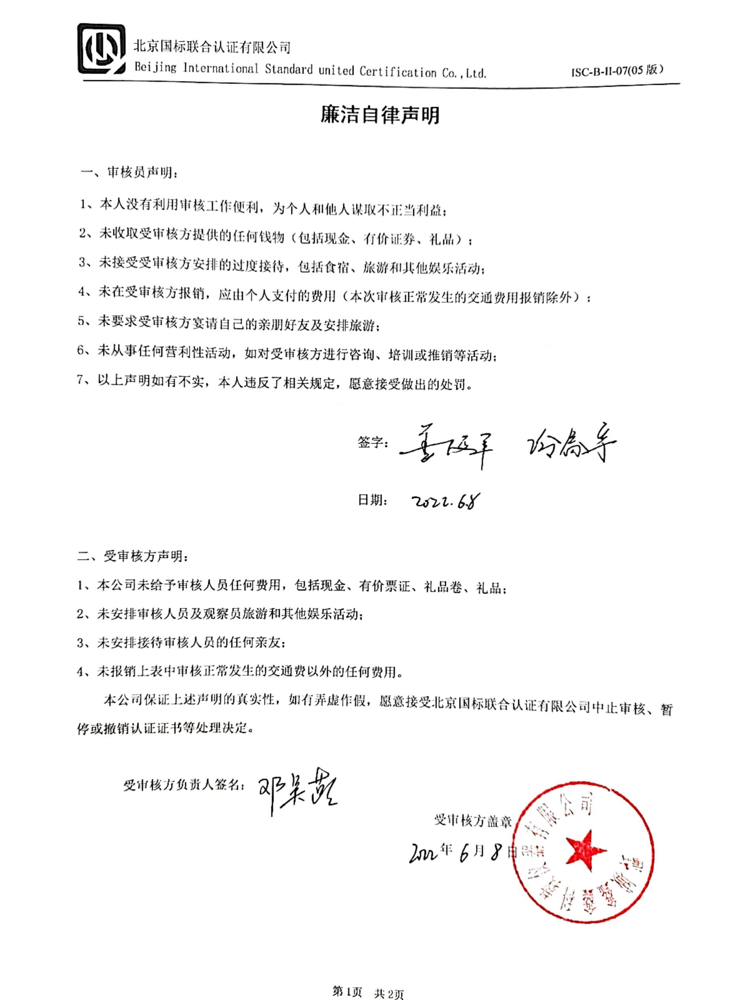 北京国标联合认证有限公司
Beijing International Standard united Certification Co.,Ltd.
ISC-B-II-07(05 版)
廉洁自律声明
一、审核员声明：
1、本人没有利用审核工作便利，为个人和他人谋取不正当利益；
2、未收取受审核方提供的任何钱物（包括现金、有价证券、礼品）；
3、未接受受审核方安排的过度接待，包括食宿、旅游和其他娱乐活动；
4、未在受审核方报销，应由个人支付的费用（本次审核正常发生的交通费用报销除外）：
5、未要求受审核方宴请自己的亲朋好友及安排旅游；
6、未从事任何营利性活动，如对受审核方进行咨询、培训或推销等活动；
7、以上声明如有不实，本人违反了相关规定，愿意接受做出的处罚。
签字：
日期： 2022.6.8
二、受审核方声明：
1、本公司未给予审核人员任何费用，包括现金、有价票证、礼品卷、礼品；
2、未安排审核人员及观察员旅游和其他娱乐活动；
3、未安排接待审核人员的任何亲友；
4、未报销上表中审核正常发生的交通费以外的任何费用。
本公司保证上述声明的真实性，如有弄虚作假，愿意接受北京国标联合认证有限公司中止审核、暂
停或撤销认证证书等处理决定。
受审核方负责人签名：
受审核方盖章
2022 年 6 月 8 日
有限公司
第 1页 共 2页